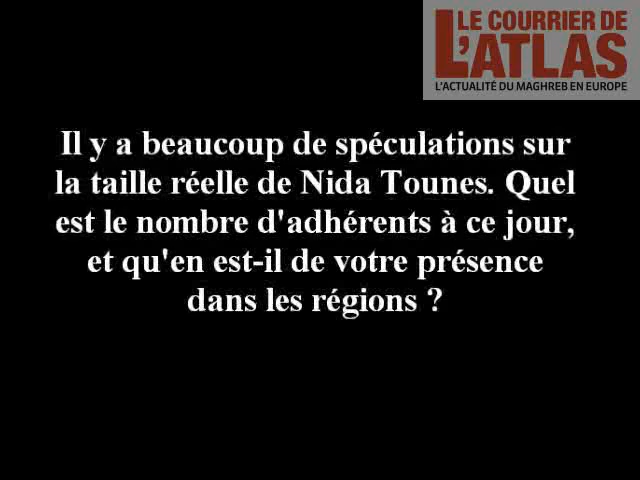 LE COURRIER DE
L'ATLAS
L'ACTUALITÉ DU MAGHREB EN EUROPE
Il y a beaucoup de spéculations sur
la taille réelle de Nida Tounes. Quel
est le nombre d'adhérents à ce jour,
et qu'en est-il de votre présence
dans les régions ?